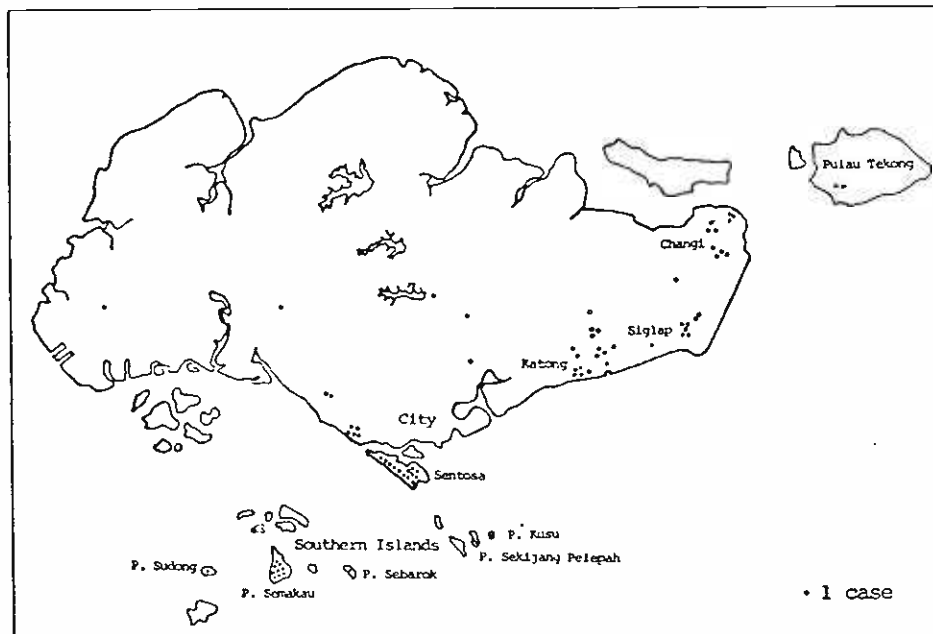 Pulau Tekong
Changi
Siglap
Katong
City
Sentosa
P. Kusu
Southern Islands
P. Sekijang Pelepah
P. Sudong
P. Sebarok
P. Semakau
• 1 case